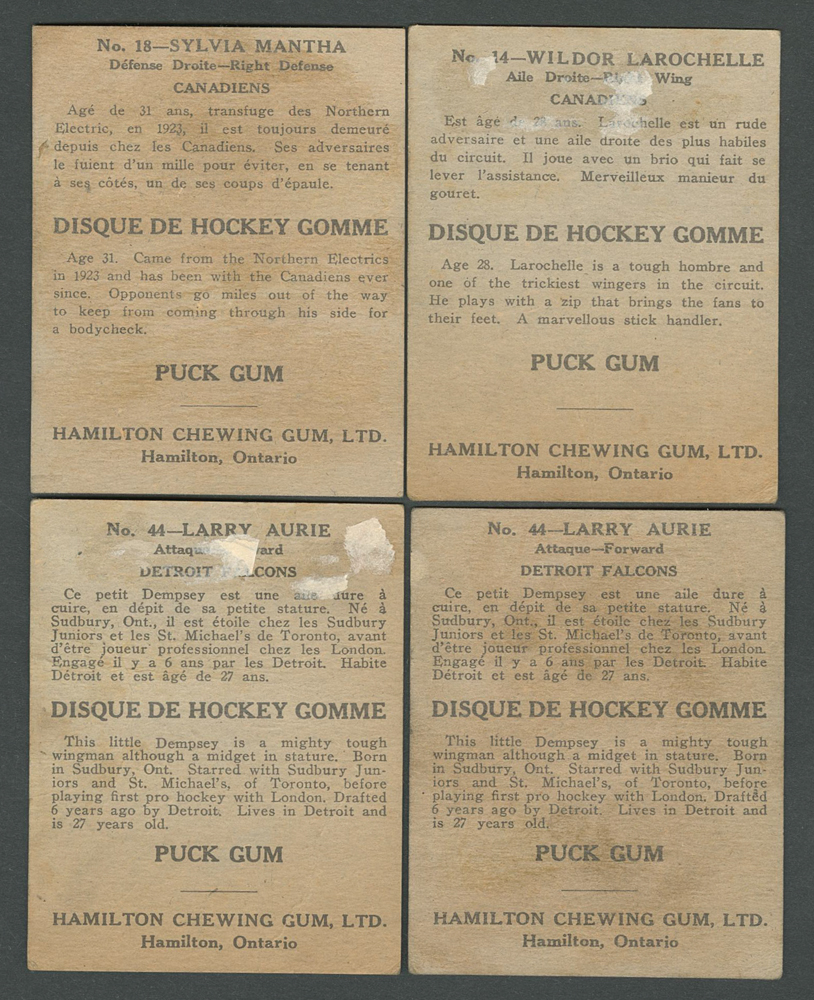 No. 18—SYLVIA MANTHA
Défense Droite—Right Defense
CANADIENS
Agé de 31 ans, transfuge des Northern
Electric, en 1923, il est toujours demeuré
depuis chez les Canadiens. Ses adversaires
le fuient d'un mille pour éviter, en se tenant
à ses côtés, un de ses coups d'épaule.
DISQUE DE HOCKEY GOMME
Age 31. Came from the Northern Electrics
in 1923 and has been with the Canadiens ever
since. Opponents go miles out of the way
to keep from coming through his side for
a bodycheck.
PUCK GUM
HAMILTON CHEWING GUM, LTD.
Hamilton, Ontario
No. 14—WILDOR LAROCHELLE
Aile Droite—Right Wing
CANADIENS
Est âgé de 28 ans. Larochelle est un rude
adversaire et une aile droite des plus habiles
du circuit. Il joue avec un brio qui fait se
lever l'assistance. Merveilleux manieur du
gouret.
DISQUE DE HOCKEY GOMME
Age 28. Larochelle is a tough hombre and
one of the trickiest wingers in the circuit.
He plays with a zip that brings the fans to
their feet. A marvellous stick handler.
PUCK GUM
HAMILTON CHEWING GUM, LTD.
Hamilton, Ontario
No. 44—LARRY AURIE
DETROIT FALCONS
Ce petit Dempsey est une aile dure à
cuire, en dépit de sa petite stature. Né à
Sudbury, Ont., il est étoile chez les Sudbury
Juniors et les St. Michael's de Toronto, avant
d'être joueur professionnel chez les London.
Engagé il y a 6 ans par les Detroit. Habite
Détroit et est âgé de 27 ans.
DISQUE DE HOCKEY GOMME
This little Dempsey is a mighty tough
wingman although a midget in stature. Born
in Sudbury, Ont. Starred with Sudbury Jun-
iors and St. Michael's, of Toronto, before
playing first pro hockey with London. Drafted
6 years ago by Detroit. Lives in Detroit and
is 27 years old.
PUCK GUM
HAMILTON CHEWING GUM, LTD.
Hamilton, Ontario
No. 44—LARRY AURIE
Attaque—Forward
DETROIT FALCONS
Ce petit Dempsey est une aile dure à
cuire, en dépit de sa petite stature. Né à
Sudbury, Ont., il est étoile chez les Sudbury
Juniors et les St. Michael's de Toronto, avant
d'être joueur professionnel chez les London.
Engagé il y a 6 ans par les Detroit. Habite
Détroit et est âgé de 27 ans.
DISQUE DE HOCKEY GOMME
This little Dempsey is a mighty tough
wingman although a midget in stature. Born
in Sudbury, Ont. Starred with Sudbury Jun-
iors and St. Michael's, of Toronto, before
playing first pro hockey with London. Drafted
6 years ago by Detroit. Lives in Detroit and
is 27 years old.
PUCK GUM
HAMILTON CHEWING GUM, LTD.
Hamilton, Ontario